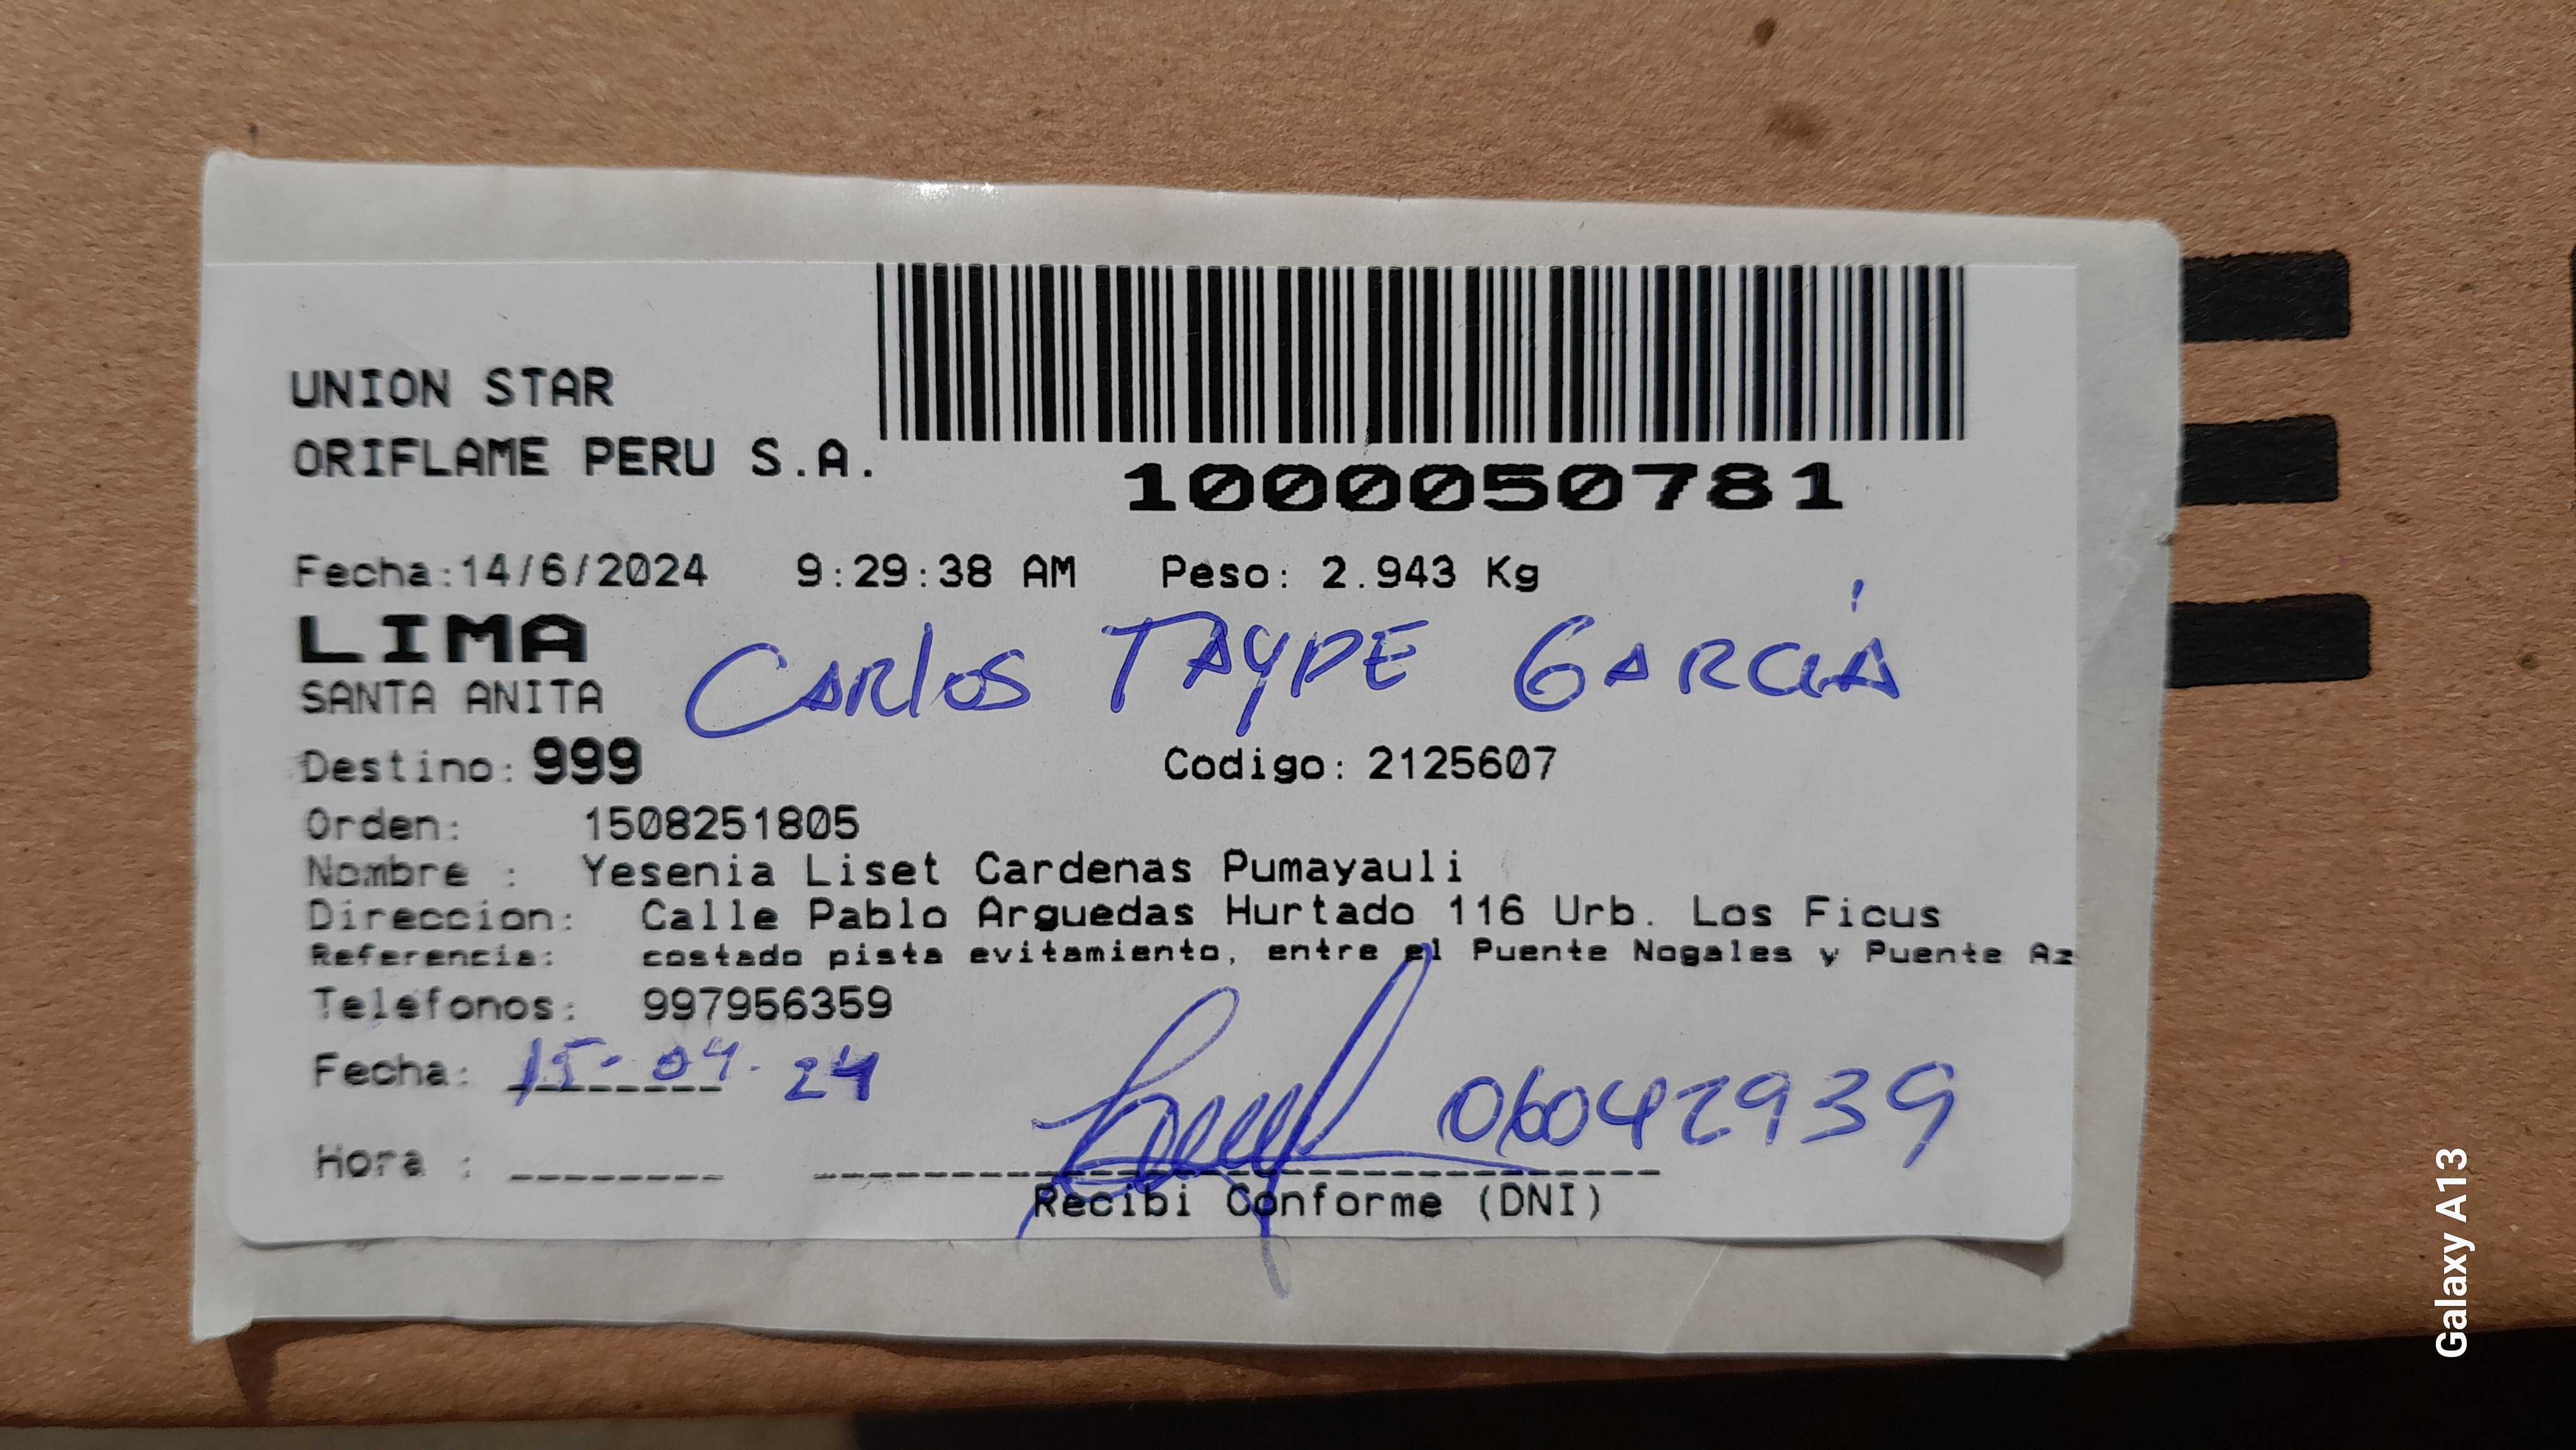 UNION STAR
ORIFLAME PERU S.A.
1000050781
Fecha:14/6/2024 9:29:38 AM Peso: 2.943 Kg
LIMA
CARlos TAYPE GARCÍA
SANTA ANITA
Destino: 999 Codigo: 2125607
Orden: 1508251805
Nombre : Yesenia Liset Cardenas Pumayauli
Direccion: Calle Pablo Arguedas Hurtado 116 Urb. Los Ficus
Referencia: costado pista evitamiento, entre el Puente Nogales y Puente Az
Telefonos: 997956359
Fecha: 15-04-24
06042939
Hora :
Recibi Conforme (DNI)
Galaxy A13